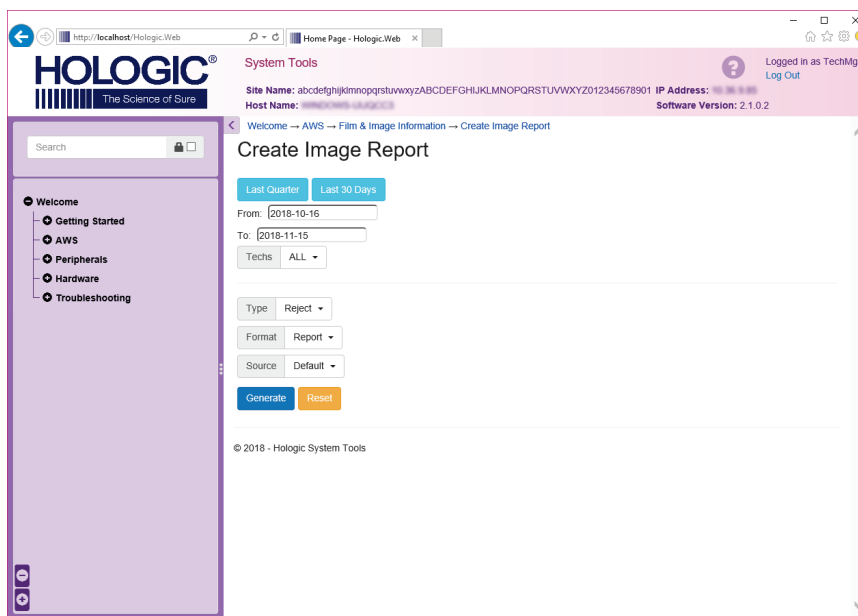 http://localhost/Hologic.Web
Home Page - Hologic.Web
HOLOGIC®
The Science of Sure
System Tools
Logged in as TechMg
Log Out
Site Name: abcdefghijklmnopqrstuvwxyzABCDEFGHIJKLMNOPQRSTUVWXYZ012345678901 IP Address:
Host Name:
Software Version: 2.1.0.2
Search
Welcome → AWS → Film & Image Information → Create Image Report
Create Image Report
Welcome
Getting Started
AWS
Peripherals
Hardware
Troubleshooting
Last Quarter Last 30 Days
From: 2018-10-16
To: 2018-11-15
Techs ALL
Type Reject
Format Report
Source Default
Generate Reset
© 2018 - Hologic System Tools